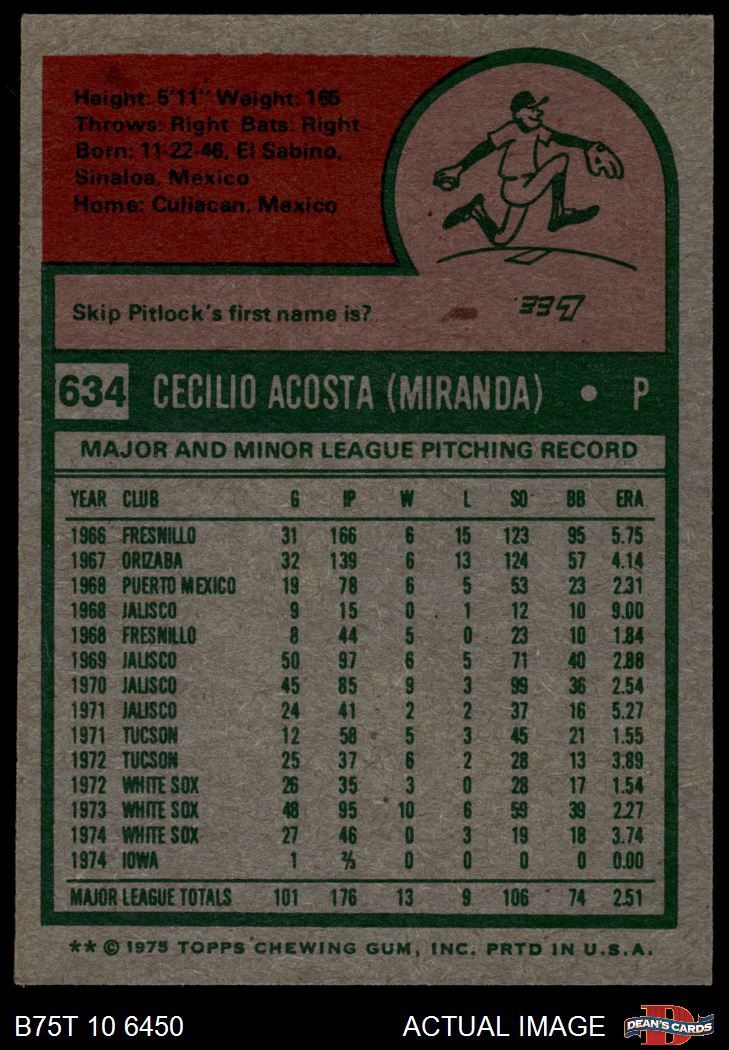 Height: 5'11" Weight: 165
Throws: Right Bats: Right
Born: 11-22-46, El Sabino,
Sinaloa, Mexico
Home: Culiacan, Mexico
Skip Pitlock's first name is?
634 CECILIO ACOSTA (MIRANDA) • P
MAJOR AND MINOR LEAGUE PITCHING RECORD
YEAR CLUB G IP W L SO BB ERA
1966 FRESNILLO 31 166 6 15 123 95 5.75
1967 ORIZABA 32 139 6 13 124 57 4.14
1968 PUERTO MEXICO 19 78 6 5 53 23 2.31
1968 JALISCO 9 15 0 1 12 10 9.00
1968 FRESNILLO 8 44 5 0 23 10 1.84
1969 JALISCO 50 97 6 5 71 40 2.88
1970 JALISCO 45 85 9 3 99 36 2.54
1971 JALISCO 24 41 2 2 37 16 5.27
1971 TUCSON 12 58 5 3 45 21 1.55
1972 TUCSON 25 37 6 2 28 13 3.89
1972 WHITE SOX 26 35 3 0 28 17 1.54
1973 WHITE SOX 48 95 10 6 59 39 2.27
1974 WHITE SOX 27 46 0 3 19 18 3.74
1974 IOWA 1 ⅔ 0 0 0 0 0.00
MAJOR LEAGUE TOTALS 101 176 13 9 106 74 2.51
** © 1975 TOPPS CHEWING GUM, INC. PRTD IN U.S.A.
B75T 10 6450 ACTUAL IMAGE DEAN'S CARDS